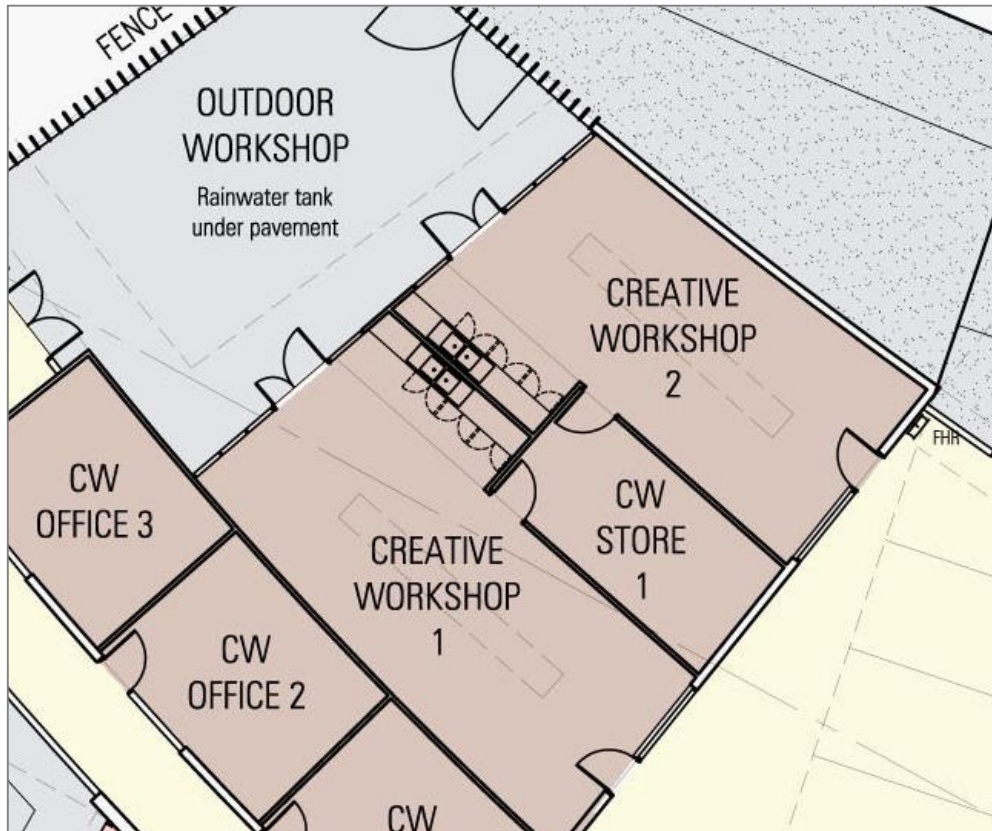 FENCE
OUTDOOR
WORKSHOP
Rainwater tank
under pavement
CREATIVE
WORKSHOP
2
FHR
CW
OFFICE 3
CW
STORE
1
CREATIVE
WORKSHOP
1
CW
OFFICE 2
CW